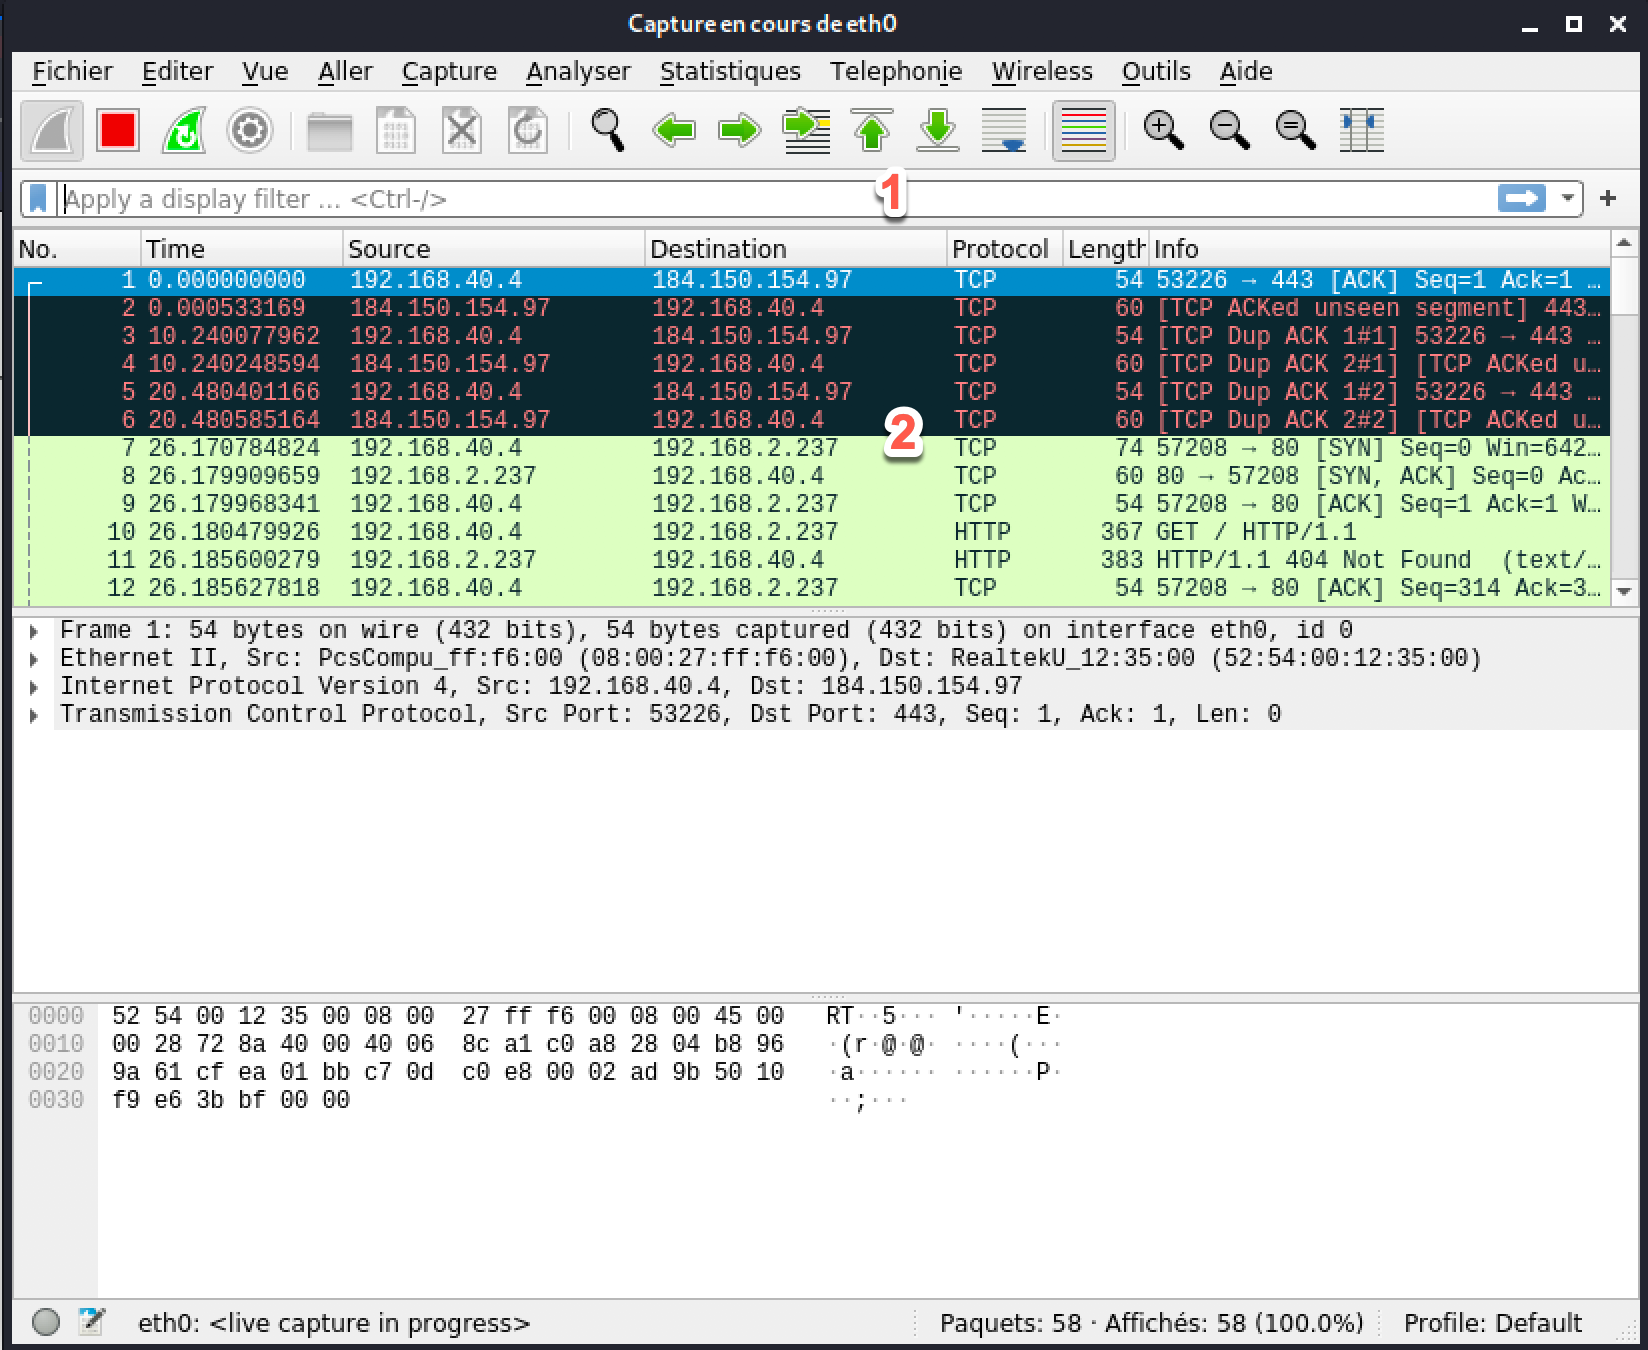 Capture en cours de eth0
Fichier Editer Vue Aller Capture Analyser Statistiques Telephonie Wireless Outils Aide
Apply a display filter ... <Ctrl-/>
1
No. Time Source Destination Protocol Length Info
1 0.000000000 192.168.40.4 184.150.154.97 TCP 54 53226 → 443 [ACK] Seq=1 Ack=1 …
2 0.000533169 184.150.154.97 192.168.40.4 TCP 60 [TCP ACKed unseen segment] 443…
3 10.240077962 192.168.40.4 184.150.154.97 TCP 54 [TCP Dup ACK 1#1] 53226 → 443 …
4 10.240248594 184.150.154.97 192.168.40.4 TCP 60 [TCP Dup ACK 2#1] [TCP ACKed u…
5 20.480401166 192.168.40.4 184.150.154.97 TCP 54 [TCP Dup ACK 1#2] 53226 → 443 …
6 20.480585164 184.150.154.97 192.168.40.4 TCP 60 [TCP Dup ACK 2#2] [TCP ACKed u…
2
7 26.170784824 192.168.40.4 192.168.2.237 TCP 74 57208 → 80 [SYN] Seq=0 Win=642…
8 26.179909659 192.168.2.237 192.168.40.4 TCP 60 80 → 57208 [SYN, ACK] Seq=0 Ac…
9 26.179968341 192.168.40.4 192.168.2.237 TCP 54 57208 → 80 [ACK] Seq=1 Ack=1 W…
10 26.180479926 192.168.40.4 192.168.2.237 HTTP 367 GET / HTTP/1.1
11 26.185600279 192.168.2.237 192.168.40.4 HTTP 383 HTTP/1.1 404 Not Found (text/…
12 26.185627818 192.168.40.4 192.168.2.237 TCP 54 57208 → 80 [ACK] Seq=314 Ack=3…
Frame 1: 54 bytes on wire (432 bits), 54 bytes captured (432 bits) on interface eth0, id 0
Ethernet II, Src: PcsCompu_ff:f6:00 (08:00:27:ff:f6:00), Dst: RealtekU_12:35:00 (52:54:00:12:35:00)
Internet Protocol Version 4, Src: 192.168.40.4, Dst: 184.150.154.97
Transmission Control Protocol, Src Port: 53226, Dst Port: 443, Seq: 1, Ack: 1, Len: 0
0000 52 54 00 12 35 00 08 00 27 ff f6 00 08 00 45 00 RT··5··· '·····E·
0010 00 28 72 8a 40 00 40 06 8c a1 c0 a8 28 04 b8 96 ·(r·@·@· ····(···
0020 9a 61 cf ea 01 bb c7 0d c0 e8 00 02 ad 9b 50 10 ·a······ ······P·
0030 f9 e6 3b bf 00 00 ··;···
eth0: <live capture in progress> Paquets: 58 · Affichés: 58 (100.0%) Profile: Default